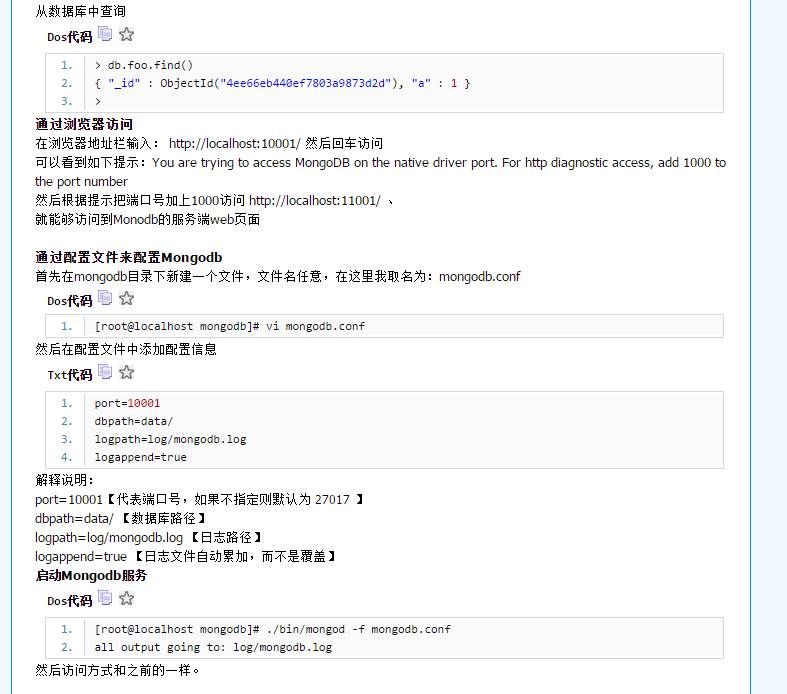 从数据库中查询
Dos代码
1. > db.foo.find()
2. { "_id" : ObjectId("4ee66eb440ef7803a9873d2d"), "a" : 1 }
3. >
通过浏览器访问
在浏览器地址栏输入： http://localhost:10001/ 然后回车访问
可以看到如下提示：You are trying to access MongoDB on the native driver port. For http diagnostic access, add 1000 to
the port number
然后根据提示把端口号加上1000访问 http://localhost:11001/ 、
就能够访问到Monodb的服务端web页面
通过配置文件来配置Mongodb
首先在mongodb目录下新建一个文件，文件名任意，在这里我取名为：mongodb.conf
Dos代码
1. [root@localhost mongodb]# vi mongodb.conf
然后在配置文件中添加配置信息
Txt代码
1. port=10001
2. dbpath=data/
3. logpath=log/mongodb.log
4. logappend=true
解释说明：
port=10001【代表端口号，如果不指定则默认为 27017 】
dbpath=data/ 【数据库路径】
logpath=log/mongodb.log 【日志路径】
logappend=true 【日志文件自动累加，而不是覆盖】
启动Mongodb服务
Dos代码
1. [root@localhost mongodb]# ./bin/mongod -f mongodb.conf
2. all output going to: log/mongodb.log
然后访问方式和之前的一样。